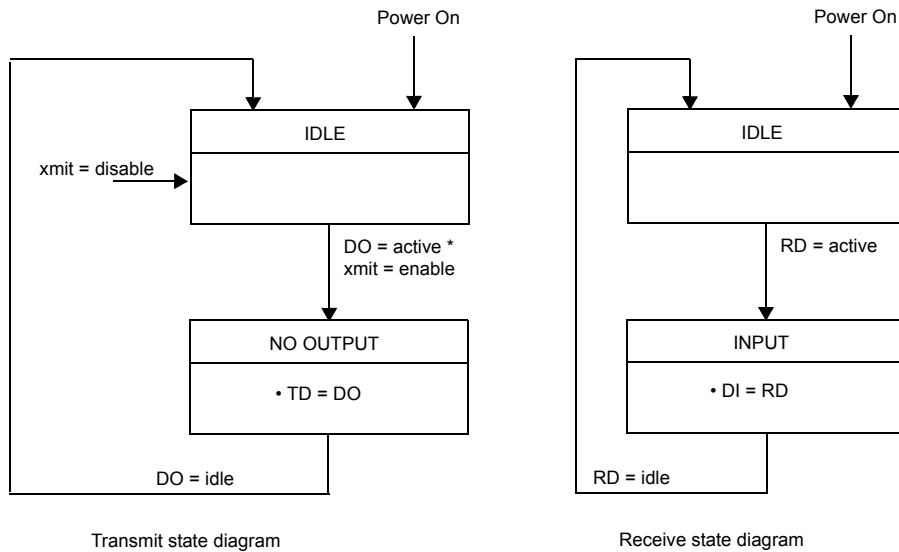 Power On
IDLE
xmit = disable
DO = active *
xmit = enable
NO OUTPUT
• TD = DO
DO = idle
Transmit state diagram
Power On
IDLE
RD = active
INPUT
• DI = RD
RD = idle
Receive state diagram